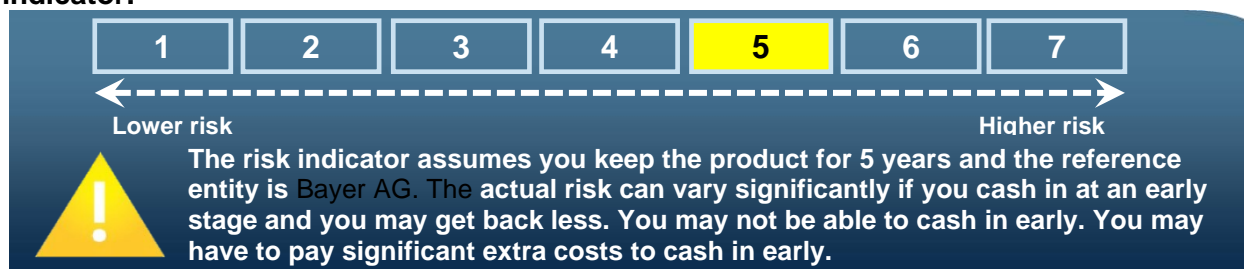 indicator:
1 2 3 4 5 6 7
Lower risk Higher risk
The risk indicator assumes you keep the product for 5 years and the reference
entity is Bayer AG. The actual risk can vary significantly if you cash in at an early
stage and you may get back less. You may not be able to cash in early. You may
have to pay significant extra costs to cash in early.